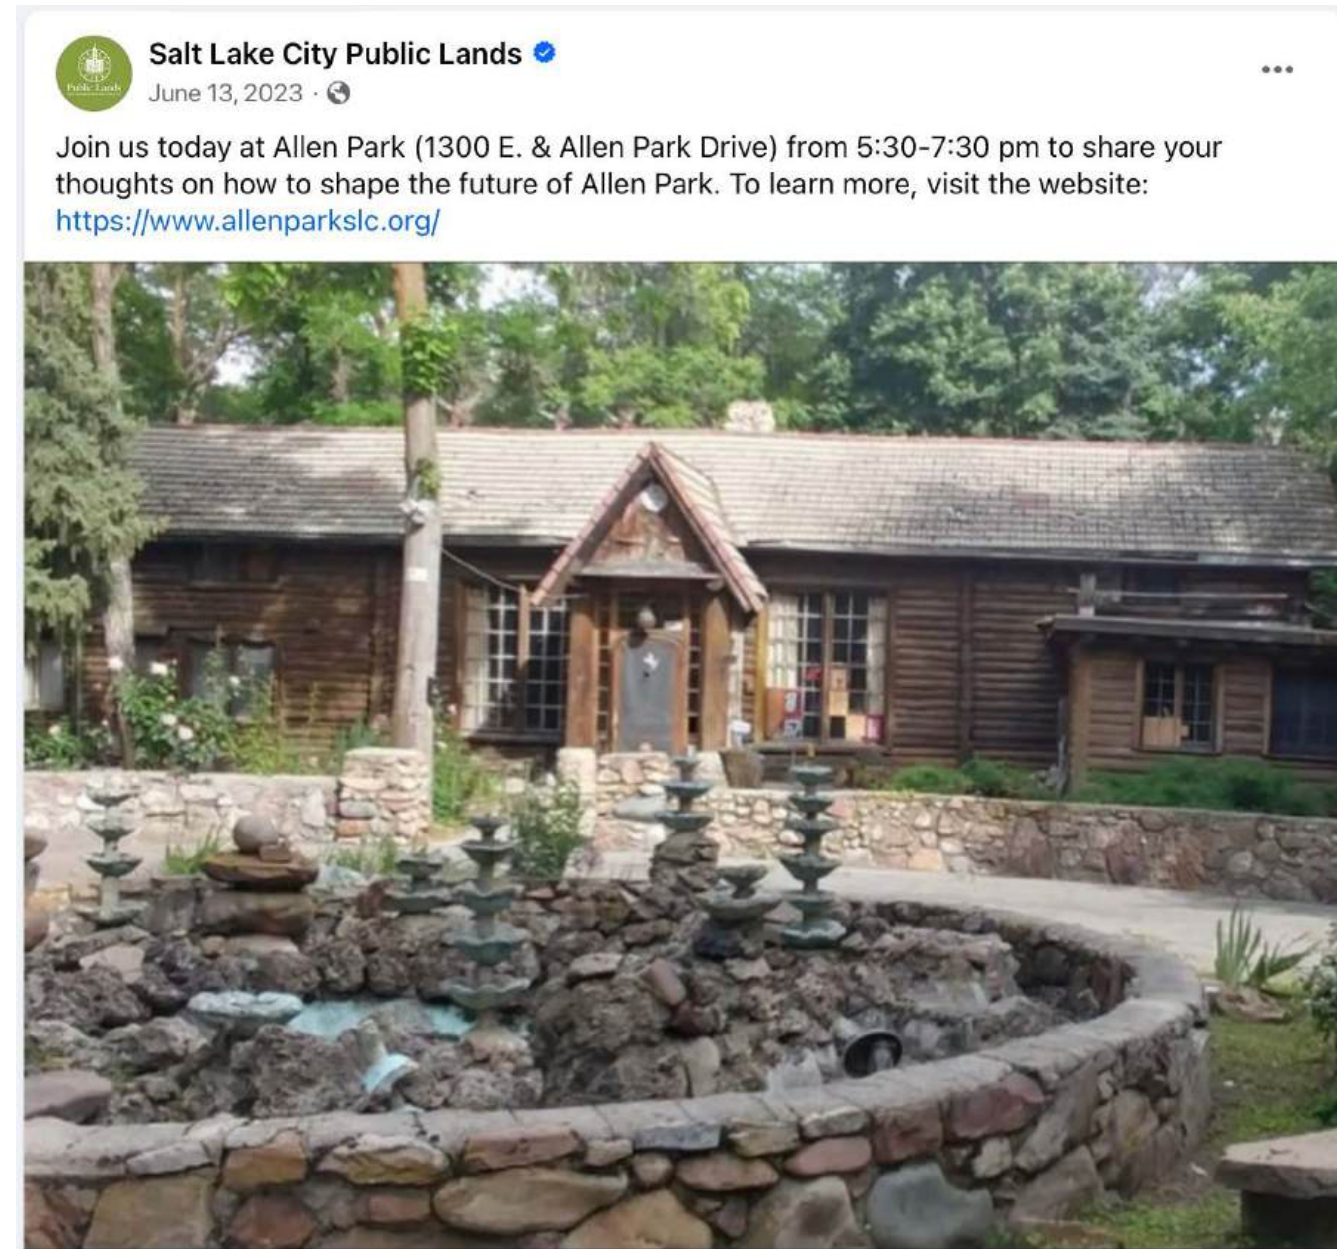 Salt Lake City Public Lands
June 13, 2023 ·
Join us today at Allen Park (1300 E. & Allen Park Drive) from 5:30-7:30 pm to share your
thoughts on how to shape the future of Allen Park. To learn more, visit the website:
https://www.allenparkslc.org/
Public Lands